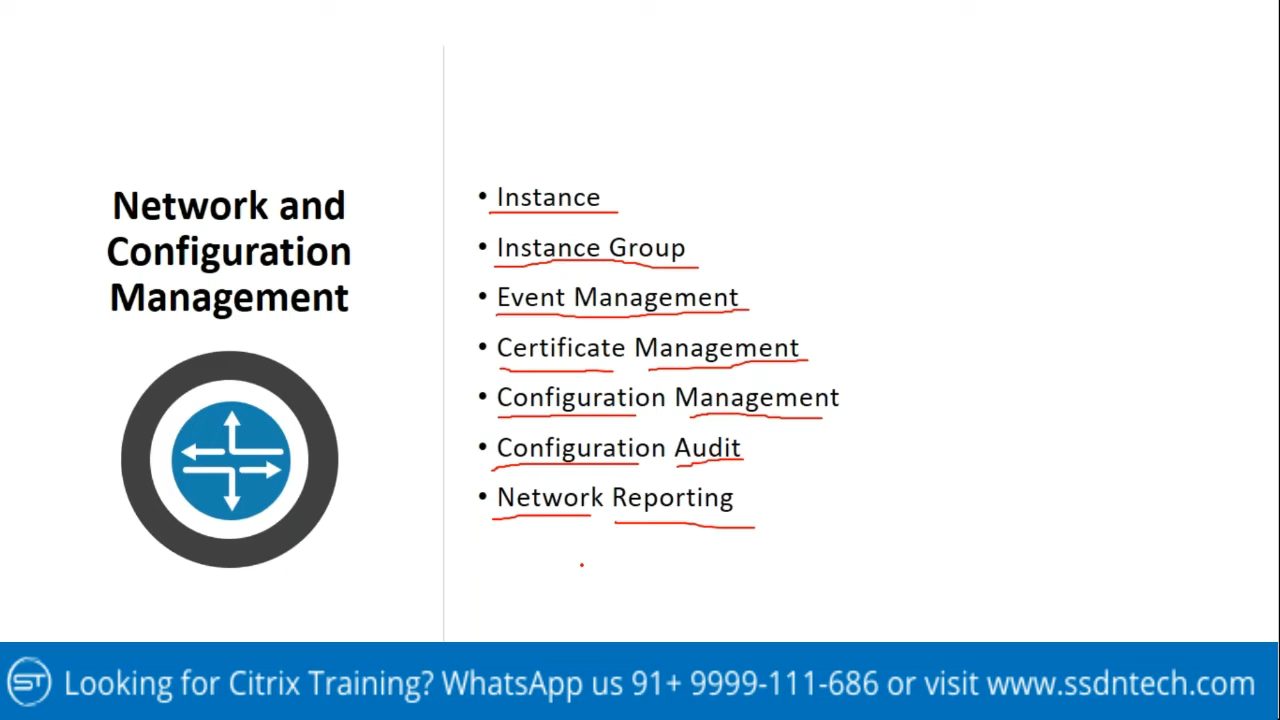 Network and
Configuration
Management
• Instance
• Instance Group
• Event Management
• Certificate Management
• Configuration Management
• Configuration Audit
• Network Reporting
ST Looking for Citrix Training? WhatsApp us 91+ 9999-111-686 or visit www.ssdntech.com